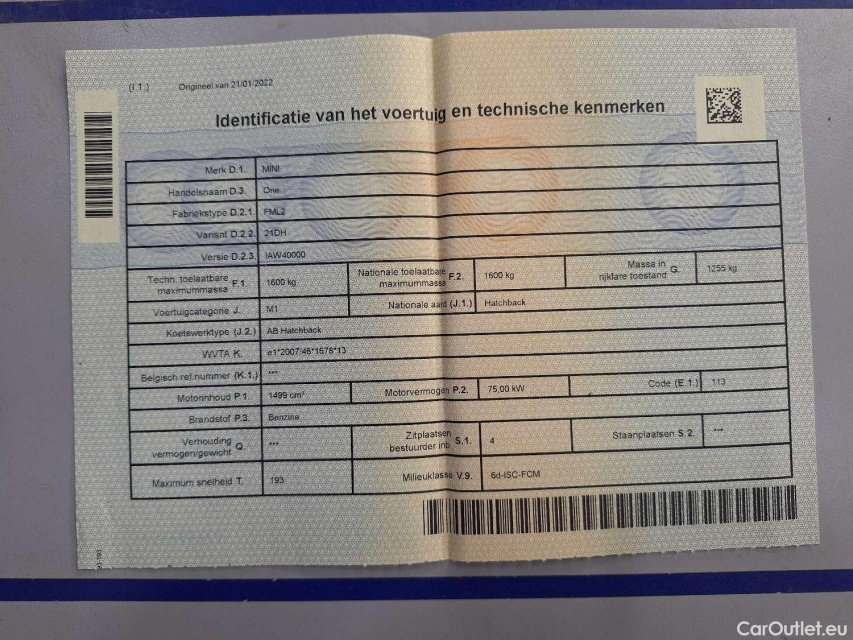 (I 1.) Origineel van 21/01/2022
Identificatie van het voertuig en technische kenmerken
Merk D.1. MINI
Handelsnaam D.3. One
Fabriekstype D.2.1. FML2
Variant D.2.2. 21DH
Versie D.2.3. IAW40000
Techn. toelaatbare maximummassa F.1. 1600 kg Nationale toelaatbare maximummassa F.2. 1600 kg Massa in rijklare toestand G. 1255 kg
Voertuigcategorie J. M1 Nationale aard (J.1.) Hatchback
Koetswerktype (J.2.) AB Hatchback
WVTA K. e1*2007/46*1676*13
Belgisch ref.nummer (K.1.) ***
Motorinhoud P.1. 1499 cm³ Motorvermogen P.2. 75,00 kW Code (E.1.) 113
Brandstof P.3. Benzine
Verhouding vermogen/gewicht Q. *** Zitplaatsen bestuurder inb. S.1. 4 Staanplaatsen S.2. ***
Maximum snelheid T. 193 Milieuklasse V.9. 6d-ISC-FCM
CarOutlet.eu